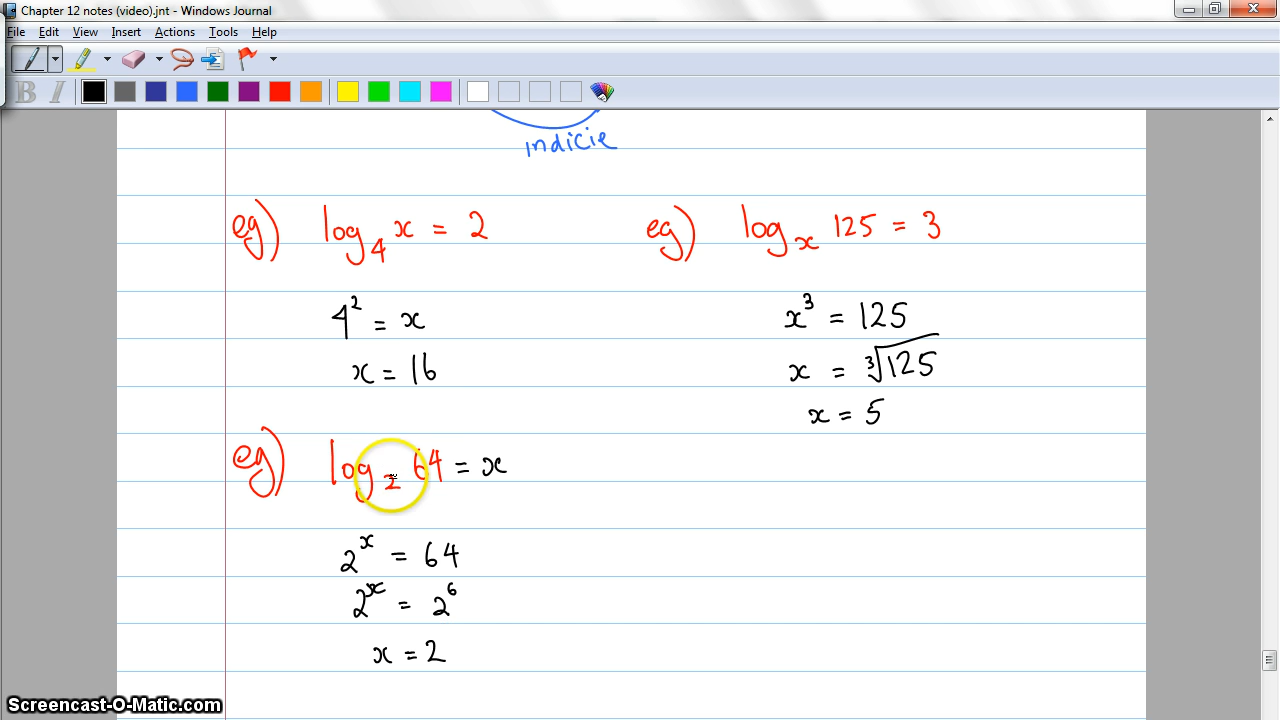 Chapter 12 notes (video).jnt - Windows Journal
File Edit View Insert Actions Tools Help
B I
indicie
eg) log₄ x = 2
4² = x
x = 16
eg) logₓ 125 = 3
x³ = 125
x = ∛125
x = 5
eg) log₂ 64 = x
2ˣ = 64
2ˣ = 2⁶
x = 2
Screencast-O-Matic.com